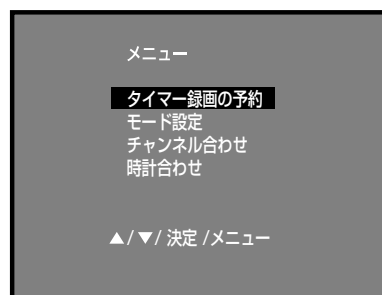 メニュー
タイマー録画の予約
モード設定
チャンネル合わせ
時計合わせ
▲/▼/ 決定 /メニュー